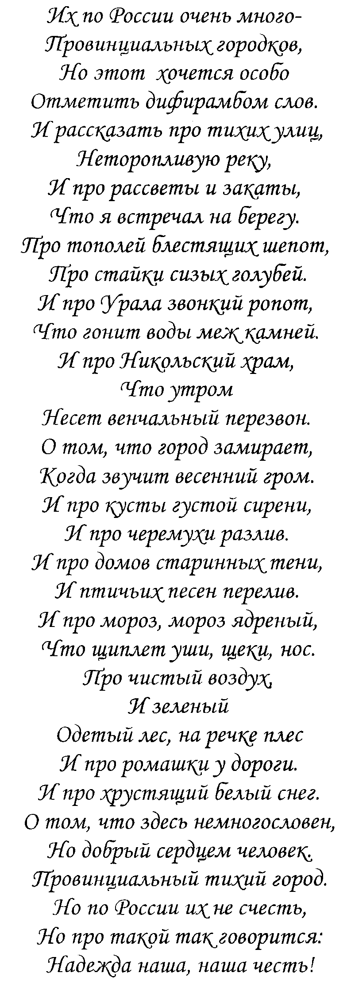 Их по России очень много-
Провинциальных городков,
Но этот хочется особо
Отметить дифирамбом слов.
И рассказать про тихих улиц,
Неторопливую реку,
И про рассветы и закаты,
Что я встречал на берегу.
Про тополей блестящих шепот,
Про стайки сизых голубей.
И про Урала звонкий ропот,
Что гонит воды меж камней.
И про Никольский храм,
Что утром
Несет венчальный перезвон.
О том, что город замирает,
Когда звучит весенний гром.
И про кусты густой сирени,
И про черемухи разлив.
И про домов старинных тени,
И птичьих песен перелив.
И про мороз, мороз ядреный,
Что щиплет уши, щеки, нос.
Про чистый воздух,
И зеленый
Одетый лес, на речке плес
И про ромашки у дороги.
И про хрустящий белый снег.
О том, что здесь немногословен,
Но добрый сердцем человек.
Провинциальный тихий город.
Но по России их не счесть,
Но про такой так говорится:
Надежда наша, наша честь!